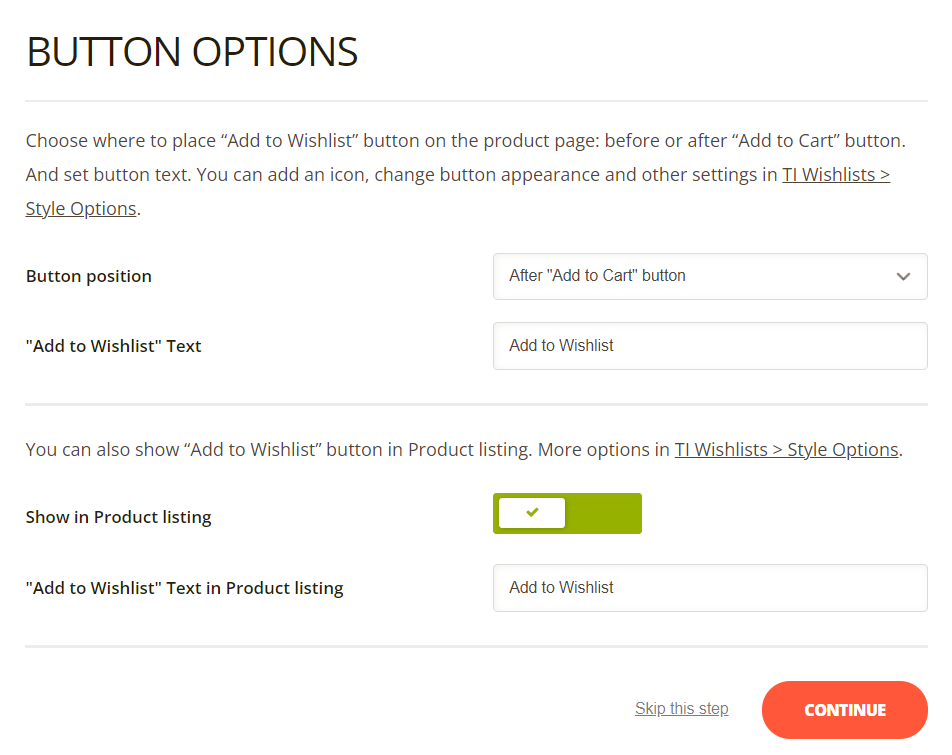 BUTTON OPTIONS
Choose where to place “Add to Wishlist” button on the product page: before or after “Add to Cart” button.
And set button text. You can add an icon, change button appearance and other settings in TI Wishlists >
Style Options.
Button position
After "Add to Cart" button
"Add to Wishlist" Text
Add to Wishlist
You can also show “Add to Wishlist” button in Product listing. More options in TI Wishlists > Style Options.
Show in Product listing
"Add to Wishlist" Text in Product listing
Add to Wishlist
Skip this step
CONTINUE